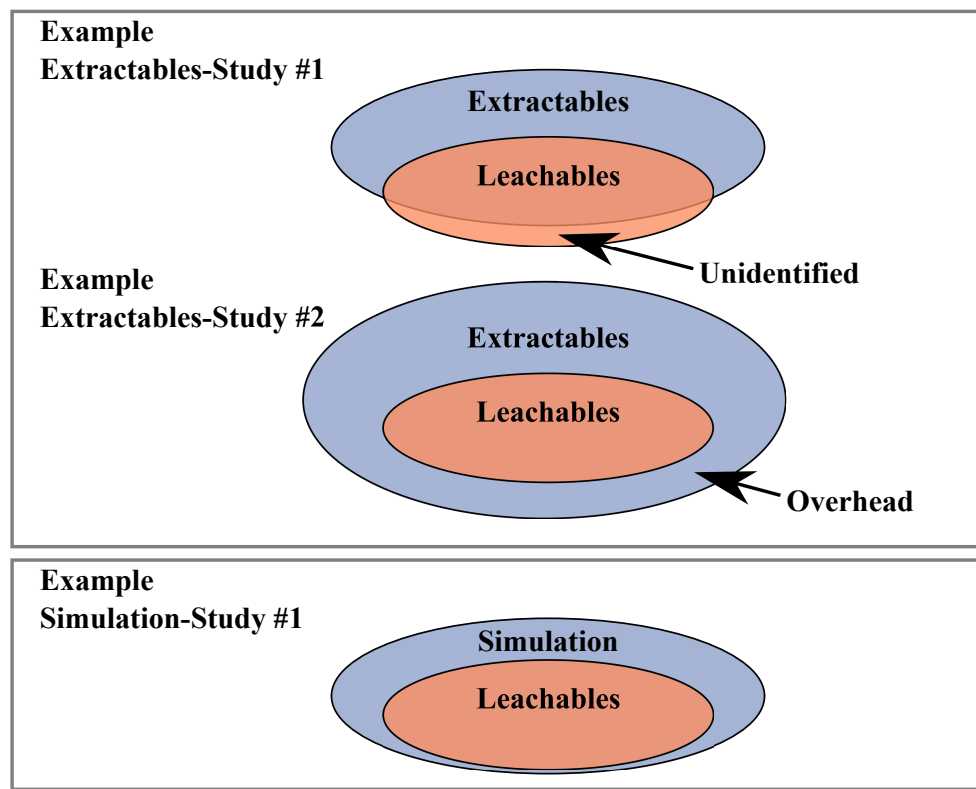 Example
Extractables-Study #1
Extractables
Leachables
Unidentified
Example
Extractables-Study #2
Extractables
Leachables
Overhead
Example
Simulation-Study #1
Simulation
Leachables